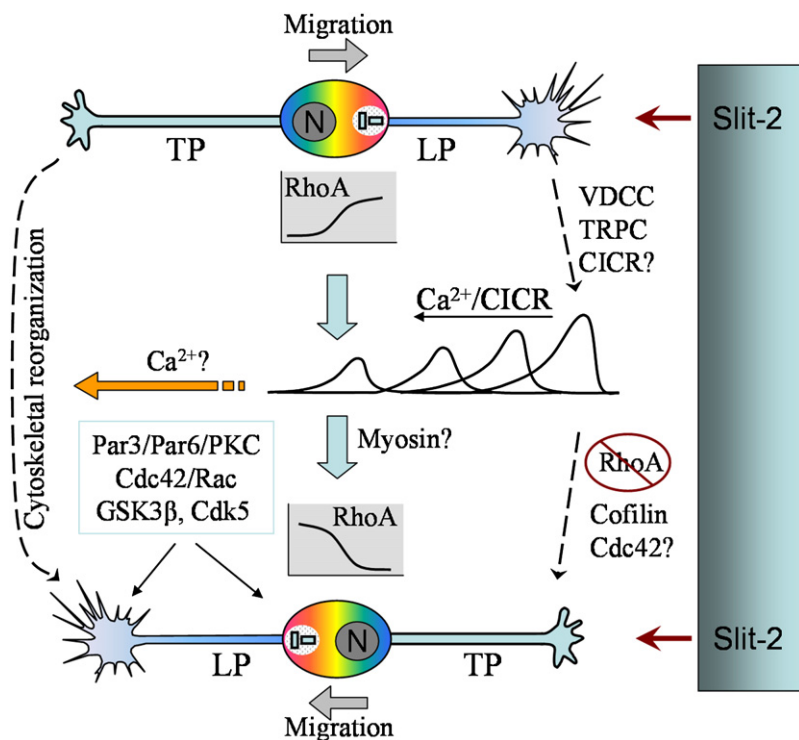 Migration
N
TP
LP
Slit-2
RhoA
VDCC
TRPC
CICR?
Cytoskeletal reorganization
Ca²⁺/CICR
Ca²⁺?
Par3/Par6/PKC
Cdc42/Rac
GSK3β, Cdk5
Myosin?
RhoA
RhoA
Cofilin
Cdc42?
N
LP
TP
Slit-2
Migration